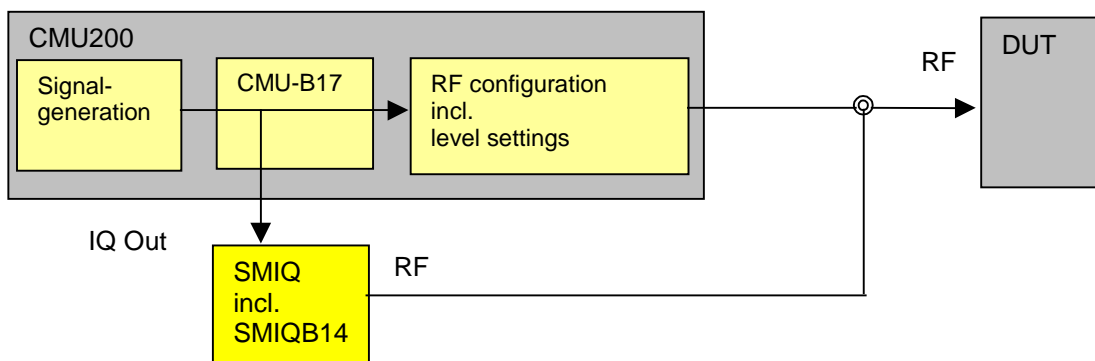 CMU200
Signal-
generation
CMU-B17
RF configuration
incl.
level settings
RF
DUT
IQ Out
SMIQ
incl.
SMIQB14
RF